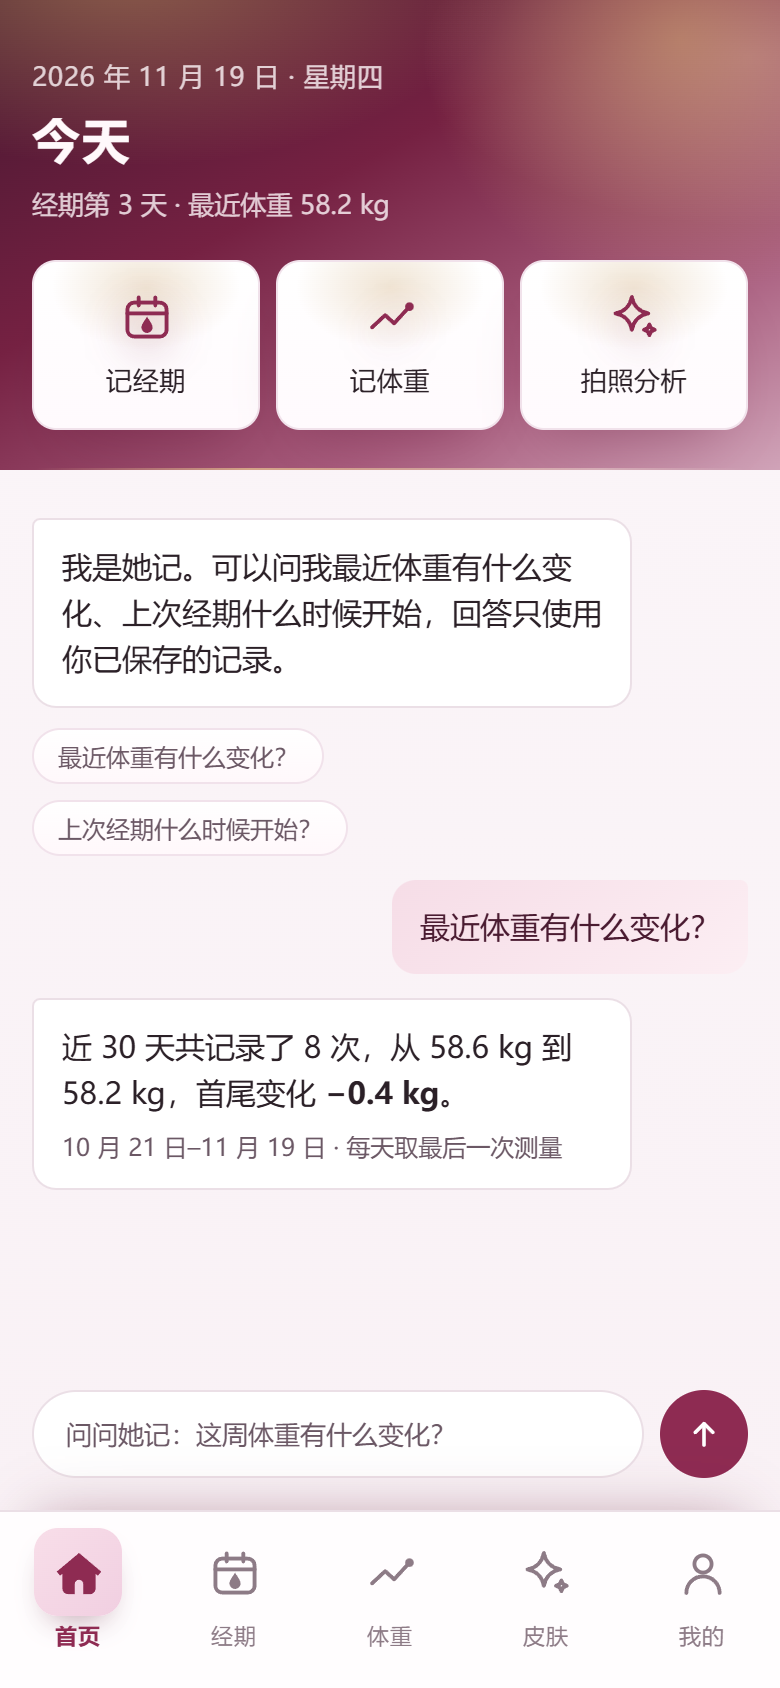 2026 年 11 月 19 日 · 星期四
今天
经期第 3 天 · 最近体重 58.2 kg
记经期
记体重
拍照分析
我是她记。可以问我最近体重有什么变
化、上次经期什么时候开始，回答只使用
你已保存的记录。
最近体重有什么变化？
上次经期什么时候开始？
最近体重有什么变化？
近 30 天共记录了 8 次，从 58.6 kg 到
58.2 kg，首尾变化 −0.4 kg。
10 月 21 日–11 月 19 日 · 每天取最后一次测量
问问她记：这周体重有什么变化？
首页
经期
体重
皮肤
我的